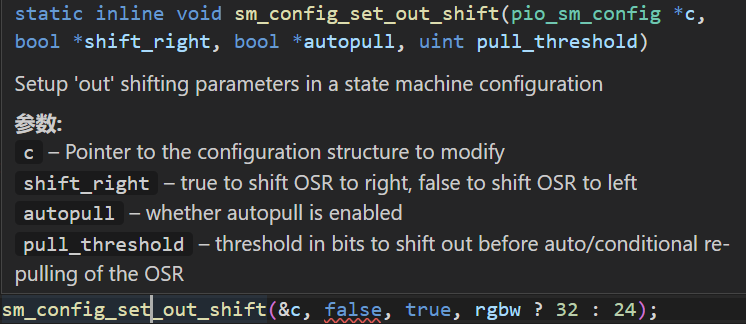 static inline void sm_config_set_out_shift(pio_sm_config *c,
bool *shift_right, bool *autopull, uint pull_threshold)
Setup 'out' shifting parameters in a state machine configuration
参数:
c – Pointer to the configuration structure to modify
shift_right – true to shift OSR to right, false to shift OSR to left
autopull – whether autopull is enabled
pull_threshold – threshold in bits to shift out before auto/conditional re-
pulling of the OSR
sm_config_set_out_shift(&c, false, true, rgbw ? 32 : 24);